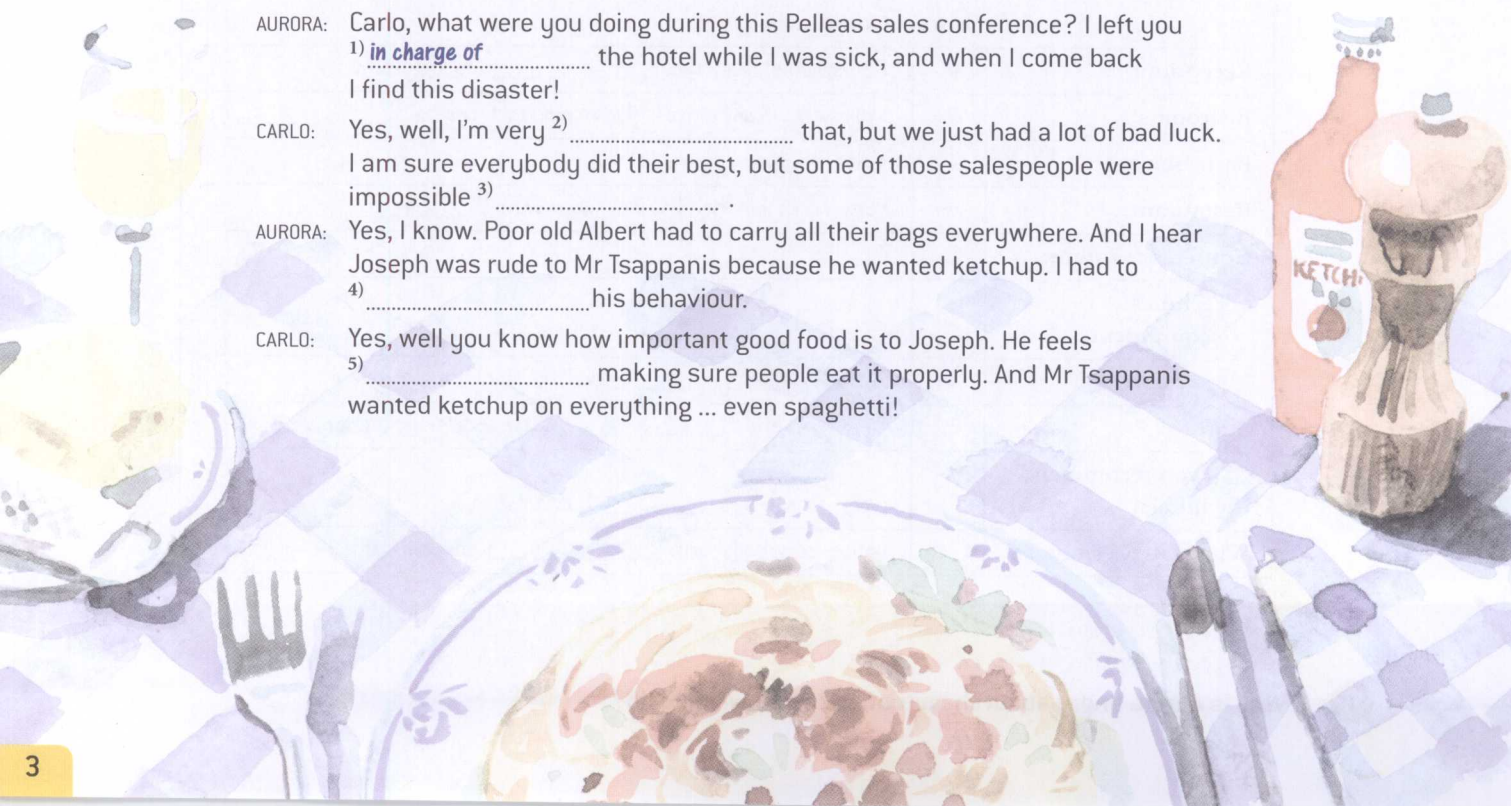 AURORA: Carlo, what were you doing during this Pelleas sales conference? I left you
1) in charge of the hotel while I was sick, and when I come back
I find this disaster!
CARLO: Yes, well, I'm very 2) that, but we just had a lot of bad luck.
I am sure everybody did their best, but some of those salespeople were
impossible 3) .
AURORA: Yes, I know. Poor old Albert had to carry all their bags everywhere. And I hear
Joseph was rude to Mr Tsappanis because he wanted ketchup. I had to
4) his behaviour.
CARLO: Yes, well you know how important good food is to Joseph. He feels
5) making sure people eat it properly. And Mr Tsappanis
wanted ketchup on everything ... even spaghetti!
KETCH
3